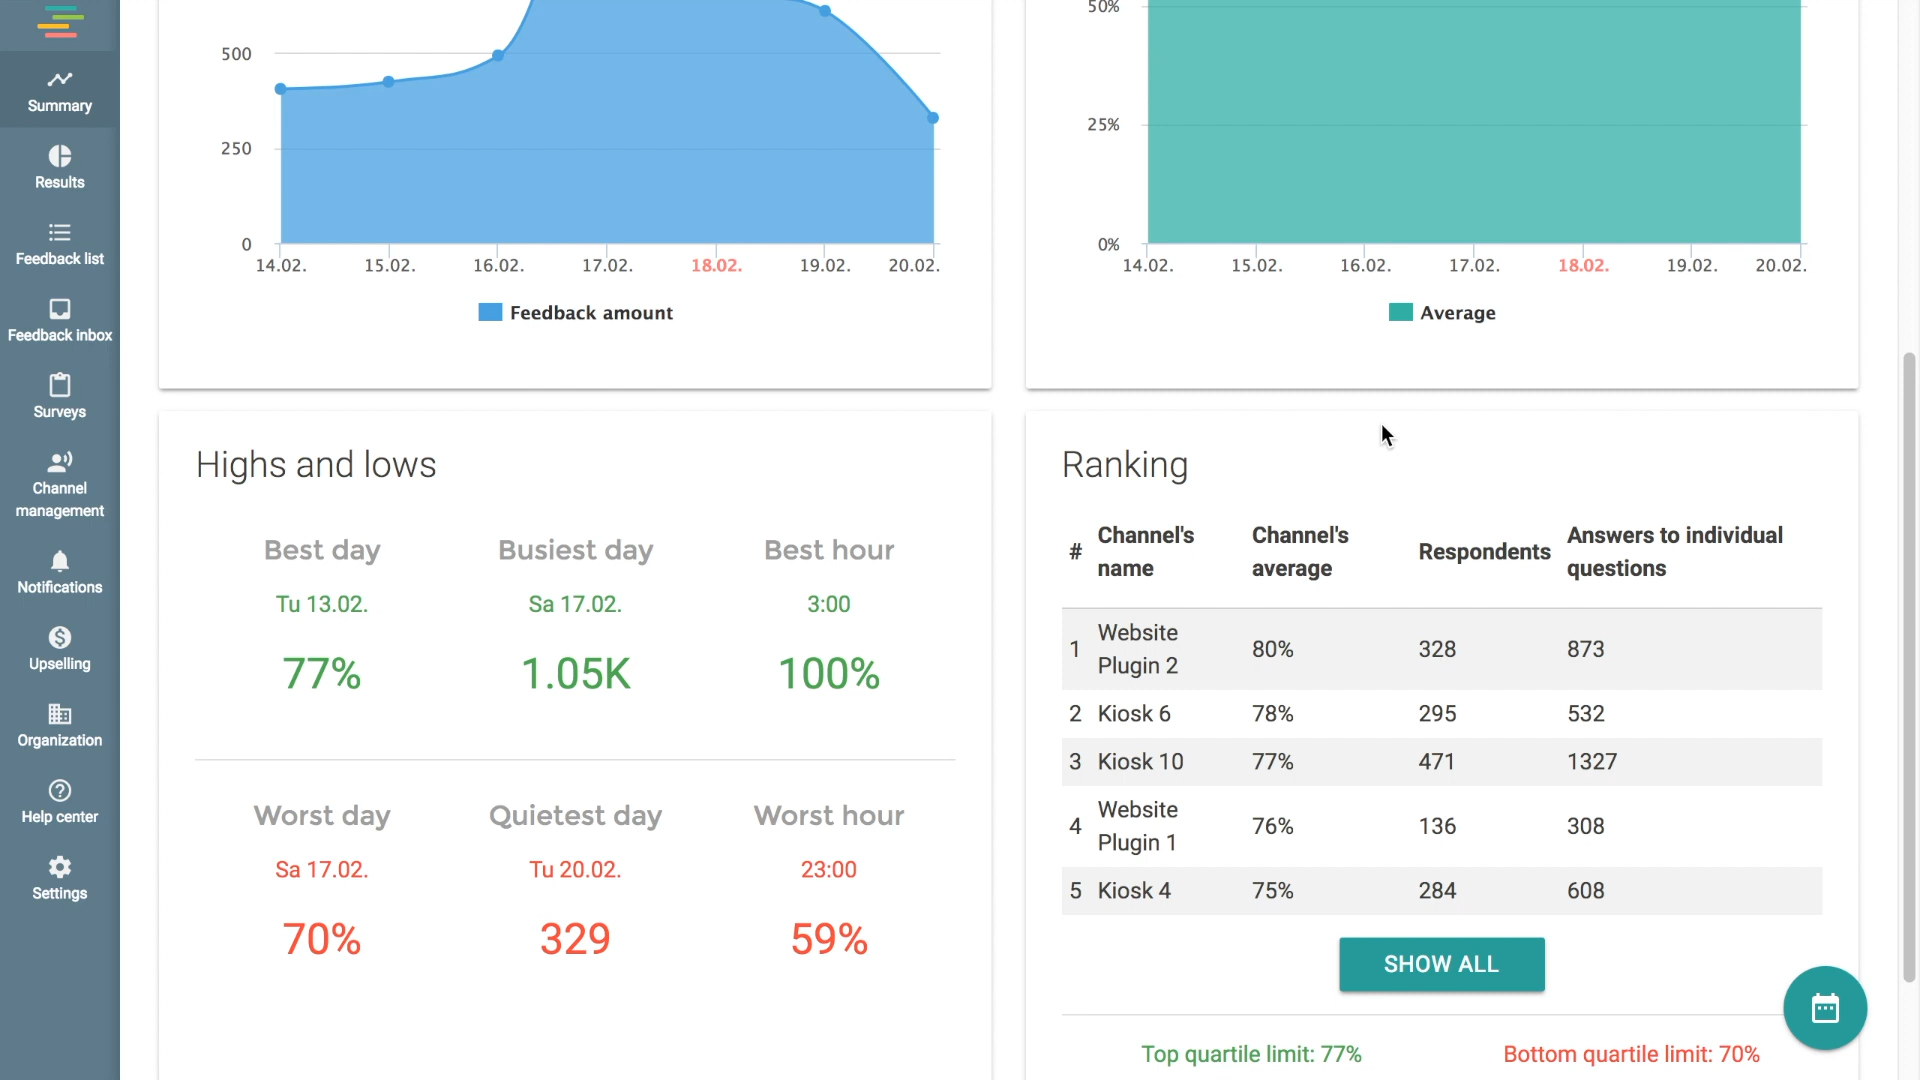 Summary
Results
Feedback list
Feedback inbox
Surveys
Channel
management
Notifications
Upselling
Organization
Help center
Settings
500
250
0
14.02. 15.02. 16.02. 17.02. 18.02. 19.02. 20.02.
Feedback amount
50%
25%
0%
14.02. 15.02. 16.02. 17.02. 18.02. 19.02. 20.02.
Average
Highs and lows
Best day Busiest day Best hour
Tu 13.02. Sa 17.02. 3:00
77% 1.05K 100%
Worst day Quietest day Worst hour
Sa 17.02. Tu 20.02. 23:00
70% 329 59%
Ranking
# Channel's name Channel's average Respondents Answers to individual questions
1 Website Plugin 2 80% 328 873
2 Kiosk 6 78% 295 532
3 Kiosk 10 77% 471 1327
4 Website Plugin 1 76% 136 308
5 Kiosk 4 75% 284 608
SHOW ALL
Top quartile limit: 77% Bottom quartile limit: 70%